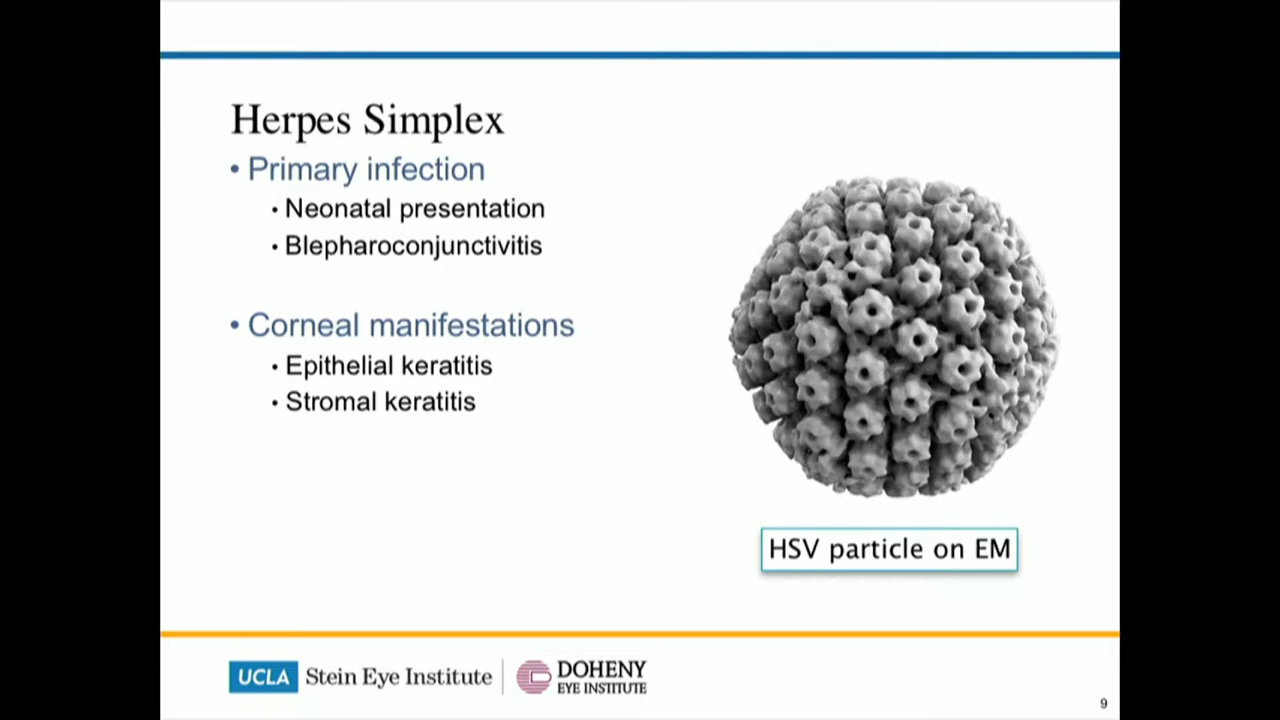 Herpes Simplex
• Primary infection
• Neonatal presentation
• Blepharoconjunctivitis
• Corneal manifestations
• Epithelial keratitis
• Stromal keratitis
HSV particle on EM
UCLA Stein Eye Institute
DOHENY
EYE INSTITUTE
9